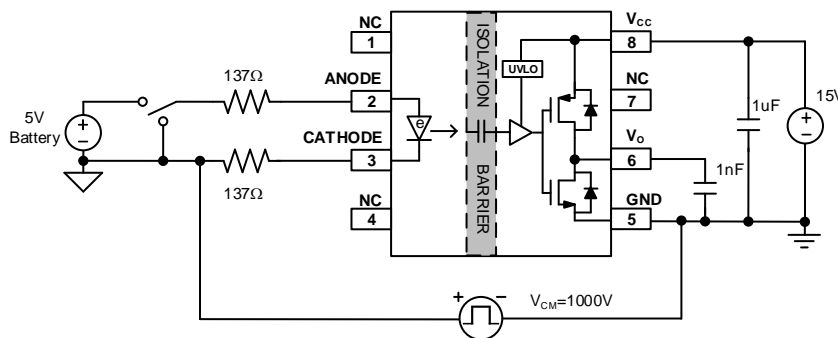 NC
1
ANODE
2
CATHODE
3
NC
4
137Ω
137Ω
5V
Battery
+
−
e
ISOLATION
BARRIER
UVLO
VCC
8
NC
7
VO
6
GND
5
1uF
1nF
15V
+
−
+
−
VCM=1000V